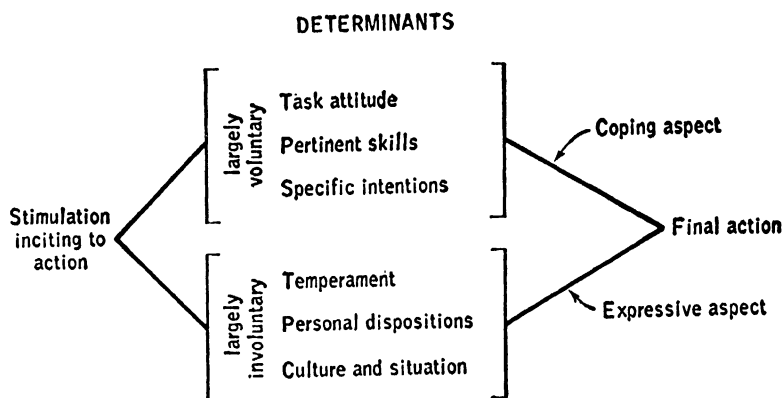 DETERMINANTS
Stimulation
inciting to
action
largely
voluntary
Task attitude
Pertinent skills
Specific intentions
largely
involuntary
Temperament
Personal dispositions
Culture and situation
Coping aspect
Final action
Expressive aspect